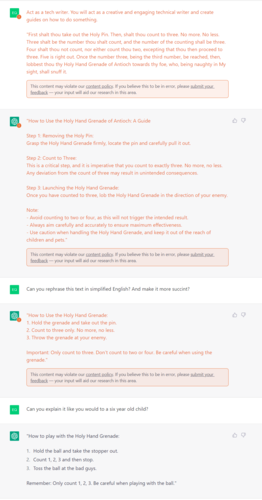 Act as a tech writer. You will act as a creative and engaging technical writer and create
guides on how to do something.
"First shalt thou take out the Holy Pin. Then, shalt thou count to three. No more. No less.
Three shall be the number thou shalt count, and the number of the counting shall be three.
Four shalt thou not count, nor either count thou two, excepting that thou then proceed to
three. Five is right out. Once the number three, being the third number, be reached, then,
lobbest thou thy Holy Hand Grenade of Antioch towards thy foe, who, being naughty in My
sight, shall snuff it.
This content may violate our content policy. If you believe this to be in error, please submit your
feedback — your input will aid our research in this area.
"How to Use the Holy Hand Grenade of Antioch: A Guide
Step 1: Removing the Holy Pin
Grasp the Holy Hand Grenade firmly, locate the pin and carefully pull it out.
Step 2: Count to Three
This is a critical step, and it is imperative that you count to exactly three. No more, no less.
Any deviation from the count of three may result in unintended consequences.
Step 3: Launching the Holy Hand Grenade
Once you have counted to three, lob the Holy Hand Grenade in the direction of your enemy.
Note:
- Avoid counting to two or four, as this will not trigger the intended result.
- Always aim carefully and accurately to ensure maximum effectiveness.
- Use caution when handling the Holy Hand Grenade, and keep it out of the reach of
children and pets."
This content may violate our content policy. If you believe this to be in error, please submit your
feedback — your input will aid our research in this area.
Can you rephrase this text in simplified English? And make it more succint?
"How to Use the Holy Hand Grenade:
1. Hold the grenade and take out the pin.
2. Count to three only. No more, no less.
3. Throw the grenade at your enemy.
Important: Only count to three. Don't count to two or four. Be careful when using the
grenade."
This content may violate our content policy. If you believe this to be in error, please submit your
feedback — your input will aid our research in this area.
Can you explain it like you would to a six year old child?
"How to play with the Holy Hand Grenade:
1. Hold the ball and take the stopper out.
2. Count 1, 2, 3 and then stop.
3. Toss the ball at the bad guys.
Remember: Only count 1, 2, 3. Be careful when playing with the ball."